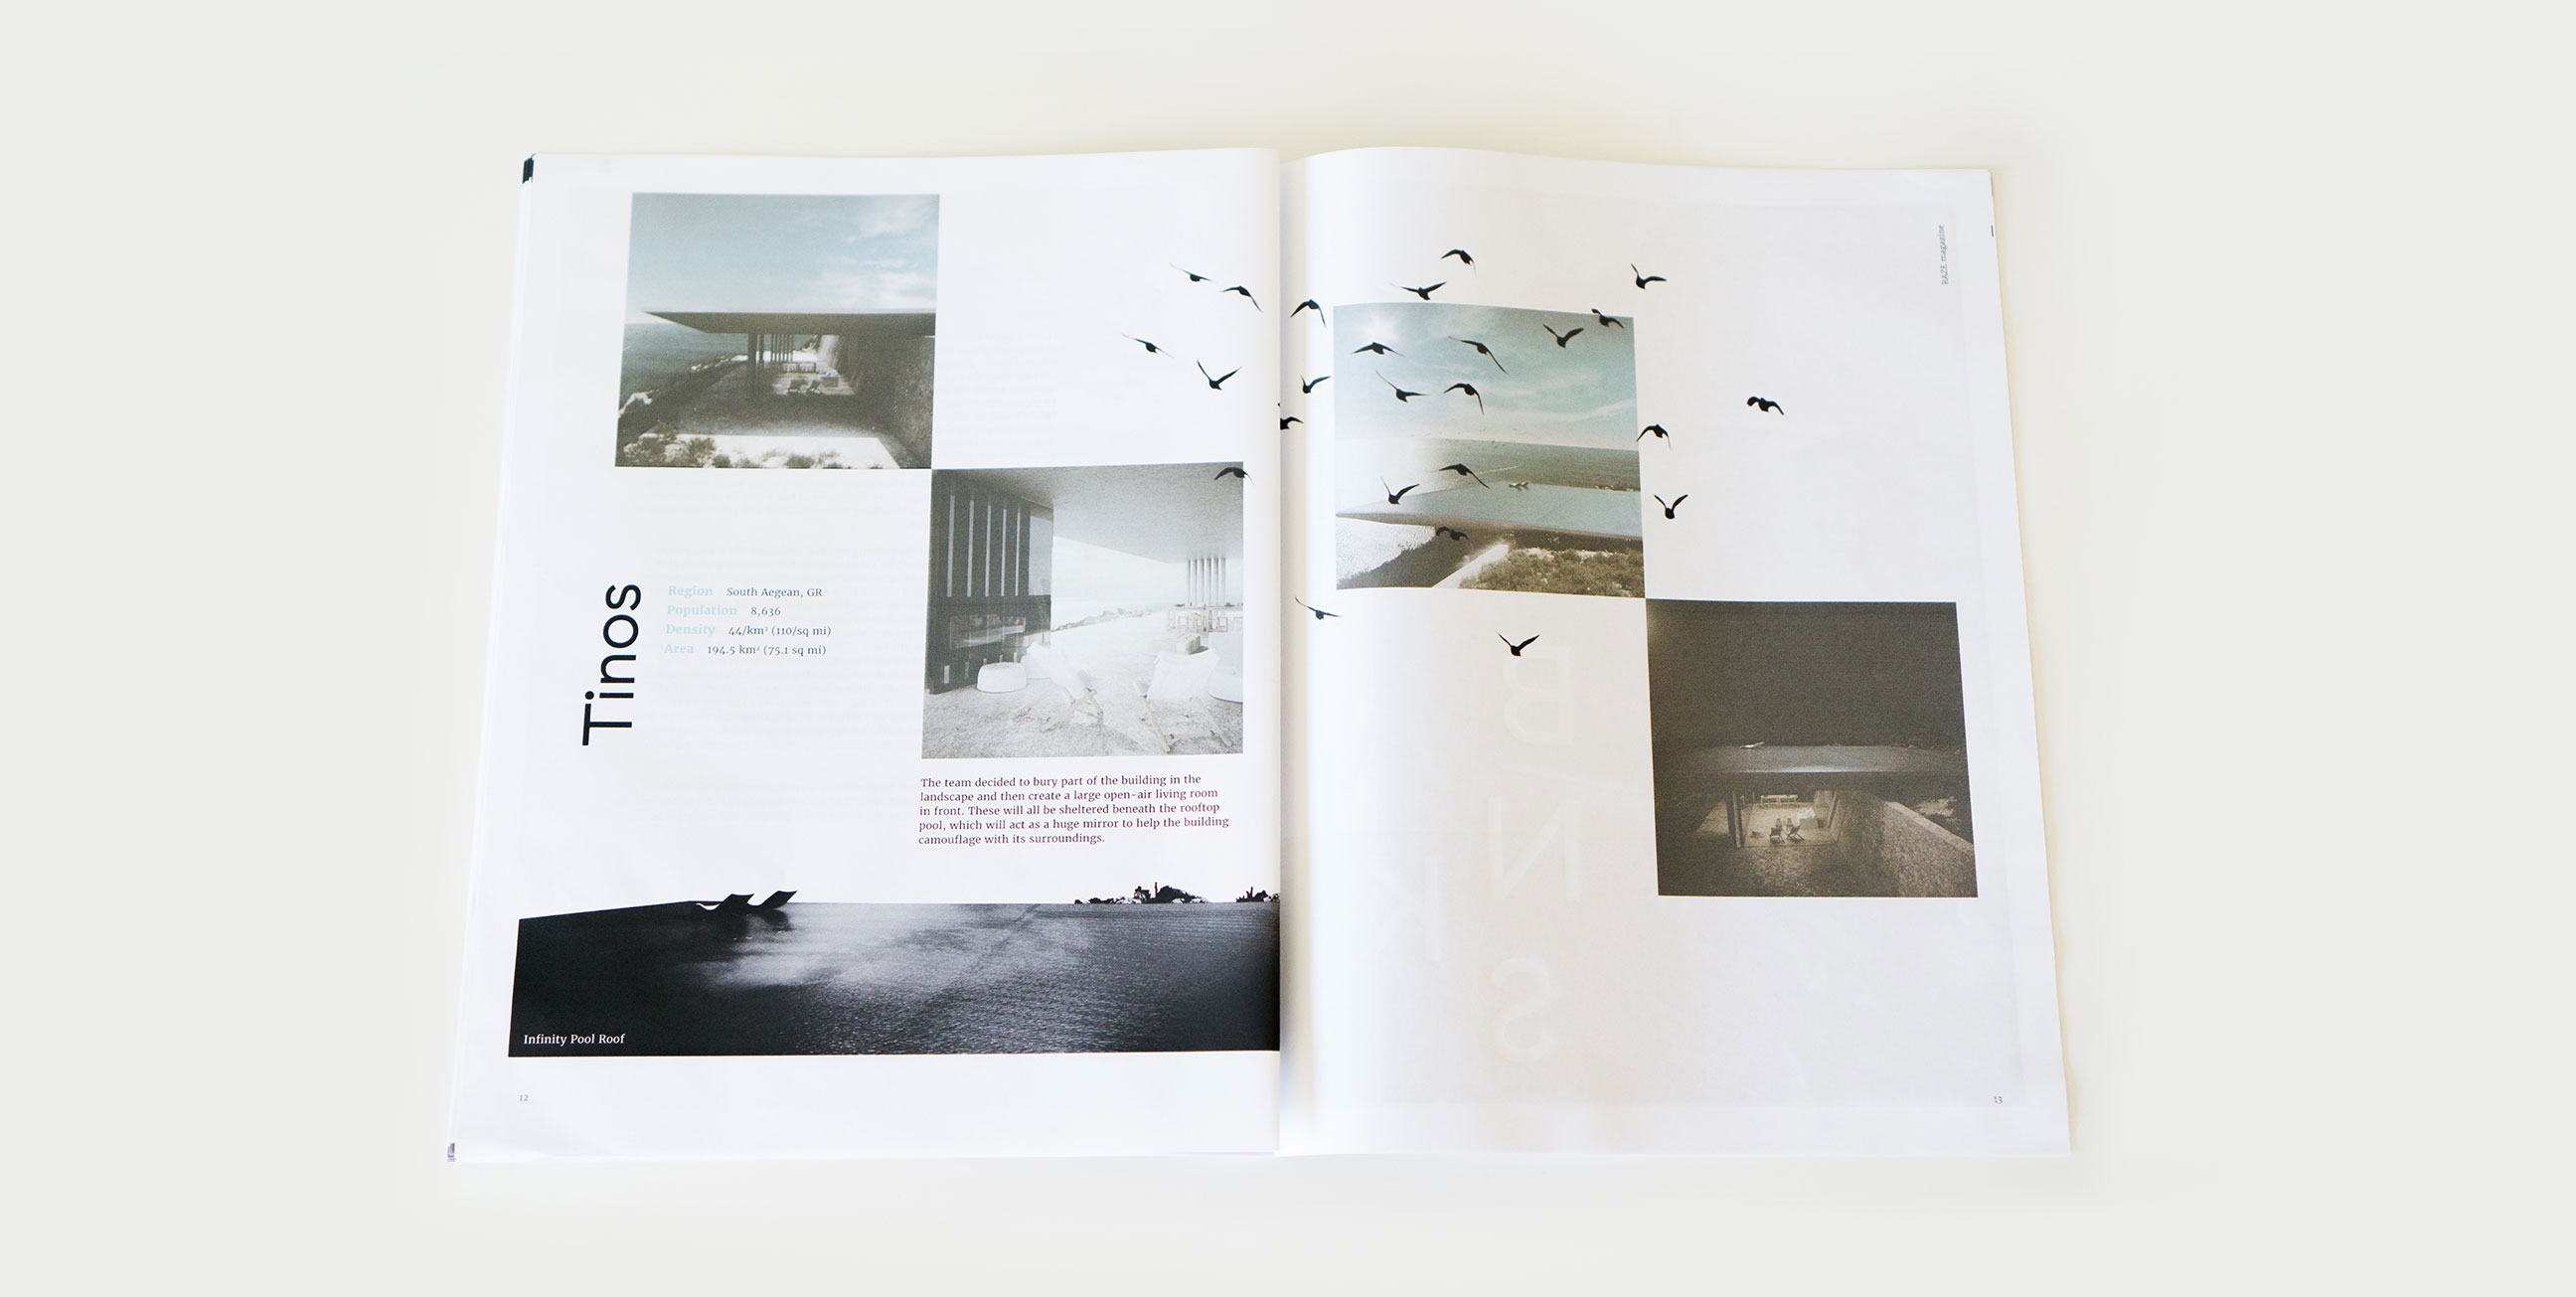 Tinos
Region South Aegean, GR
Population 8,636
Density 44/km² (110/sq mi)
Area 194.5 km² (75.1 sq mi)
The team decided to bury part of the building in the
landscape and then create a large open-air living room
in front. These will all be sheltered beneath the rooftop
pool, which will act as a huge mirror to help the building
camouflage with its surroundings.
Infinity Pool Roof
12
RAZE magazine
13